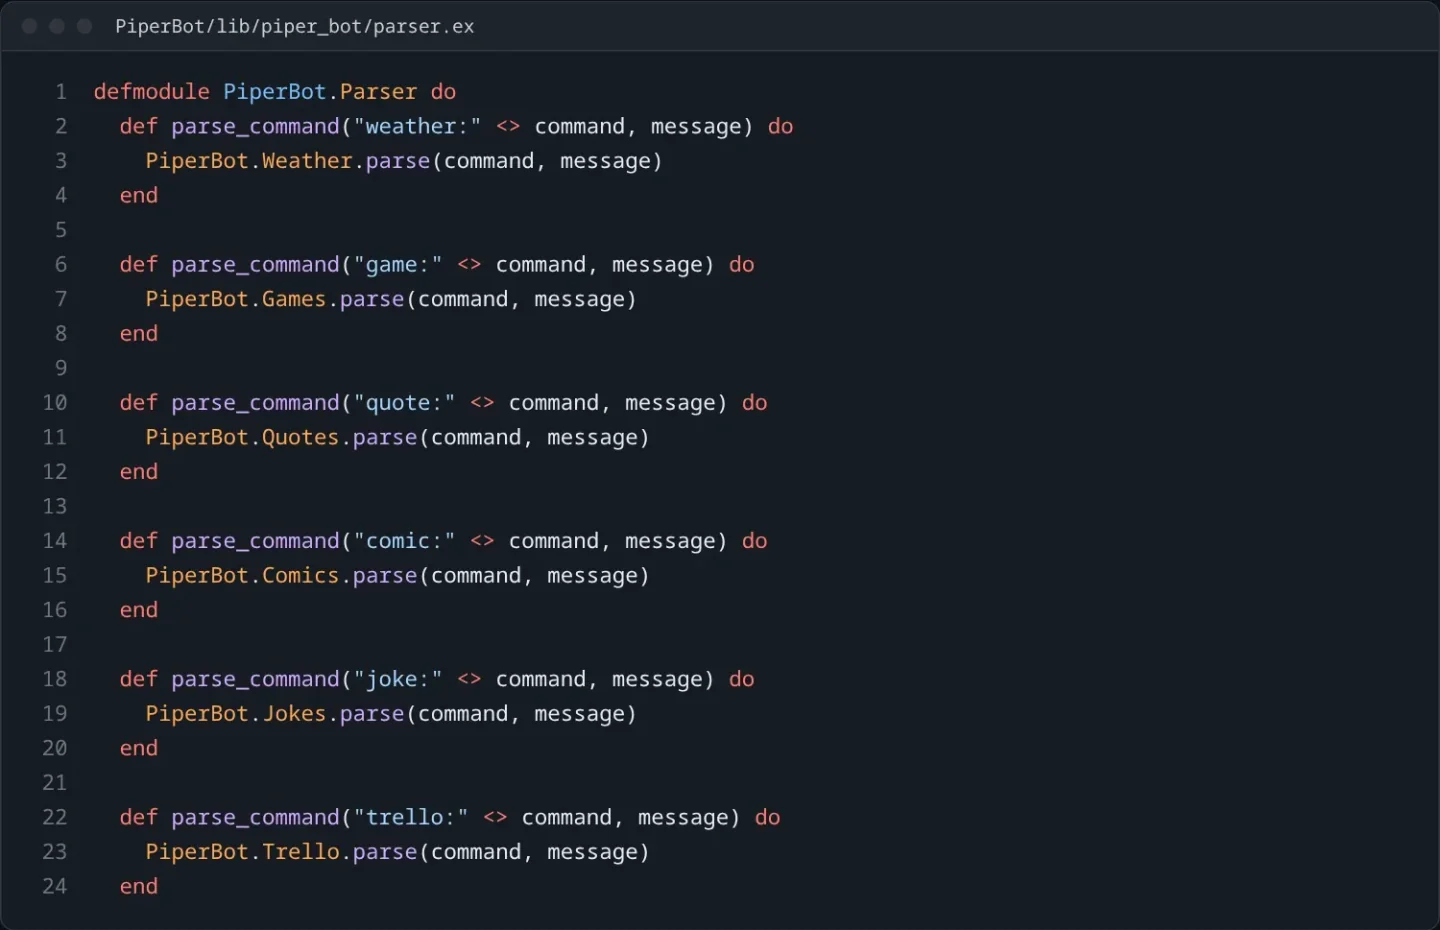 PiperBot/lib/piper_bot/parser.ex
1 defmodule PiperBot.Parser do
2   def parse_command("weather:" <> command, message) do
3     PiperBot.Weather.parse(command, message)
4   end
5
6   def parse_command("game:" <> command, message) do
7     PiperBot.Games.parse(command, message)
8   end
9
10   def parse_command("quote:" <> command, message) do
11     PiperBot.Quotes.parse(command, message)
12   end
13
14   def parse_command("comic:" <> command, message) do
15     PiperBot.Comics.parse(command, message)
16   end
17
18   def parse_command("joke:" <> command, message) do
19     PiperBot.Jokes.parse(command, message)
20   end
21
22   def parse_command("trello:" <> command, message) do
23     PiperBot.Trello.parse(command, message)
24   end